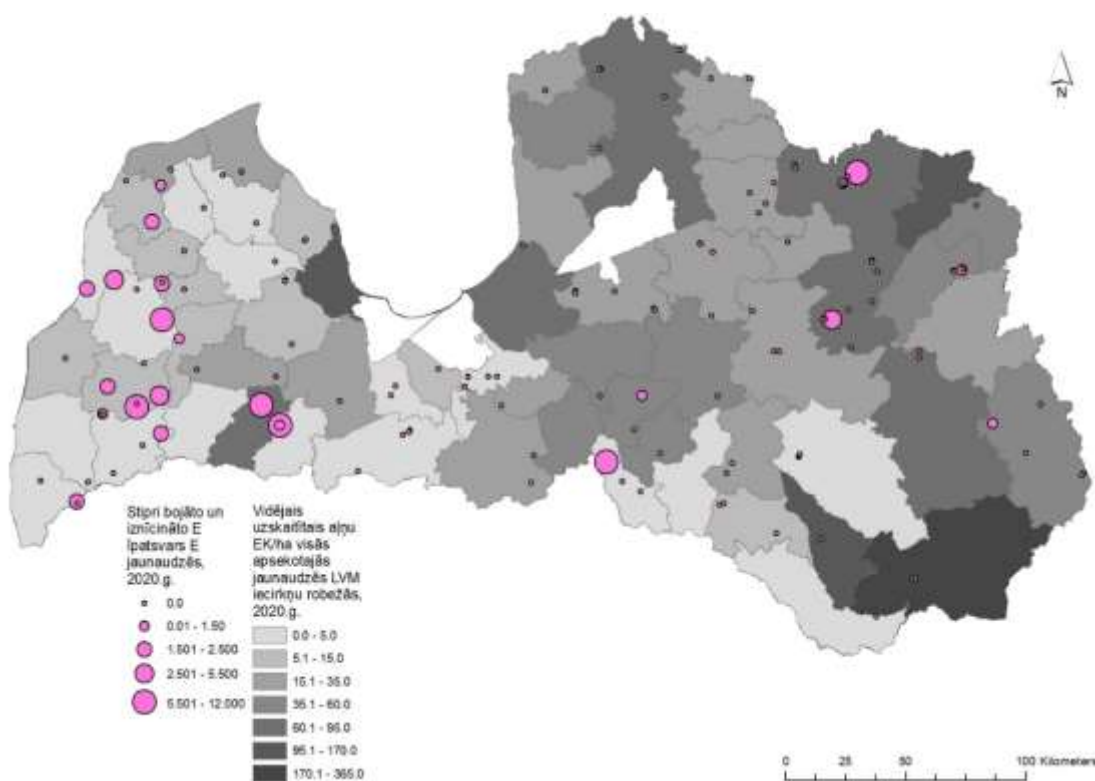 N
Stipri bojāto un
iznīcināto E
īpatsvars E
jaunaudzēs,
2020.g.
0.0
0.01 - 1.50
1.501 - 2.500
2.501 - 5.500
5.501 - 12.000
Vidējais
uzskaitītais aļņu
EK/ha visās
apsekotajās
jaunaudzēs LVM
iecirkņu robežās,
2020.g.
0.0 - 5.0
5.1 - 15.0
15.1 - 35.0
35.1 - 60.0
60.1 - 95.0
95.1 - 170.0
170.1 - 365.0
0 25 50 100 Kilometers